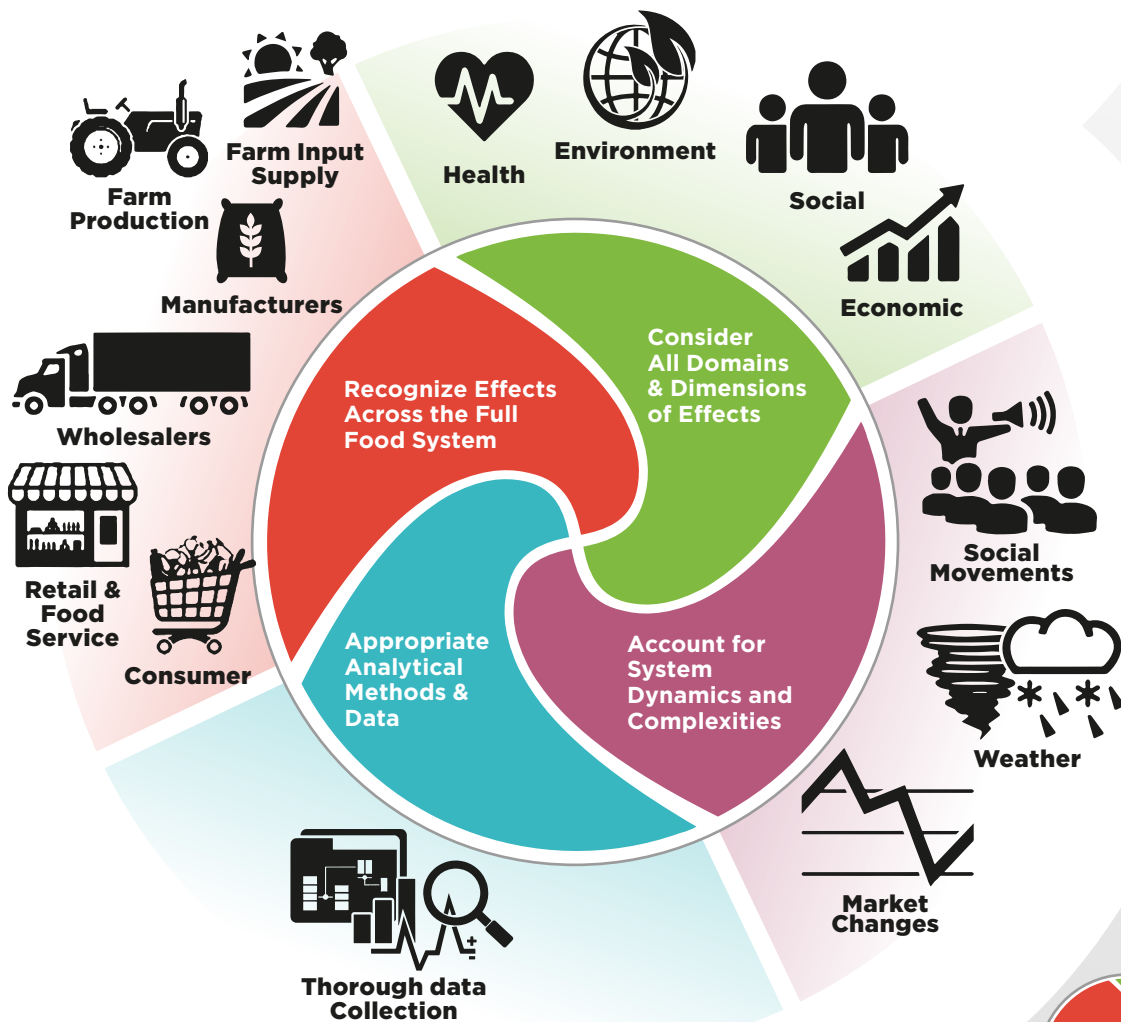 Farm Input
Supply
Farm
Production
Manufacturers
Wholesalers
Retail &
Food
Service
Consumer
Health
Environment
Social
Economic
Recognize Effects
Across the Full
Food System
Consider
All Domains
& Dimensions
of Effects
Appropriate
Analytical
Methods &
Data
Account for
System
Dynamics and
Complexities
Social
Movements
Weather
Market
Changes
Thorough data
Collection